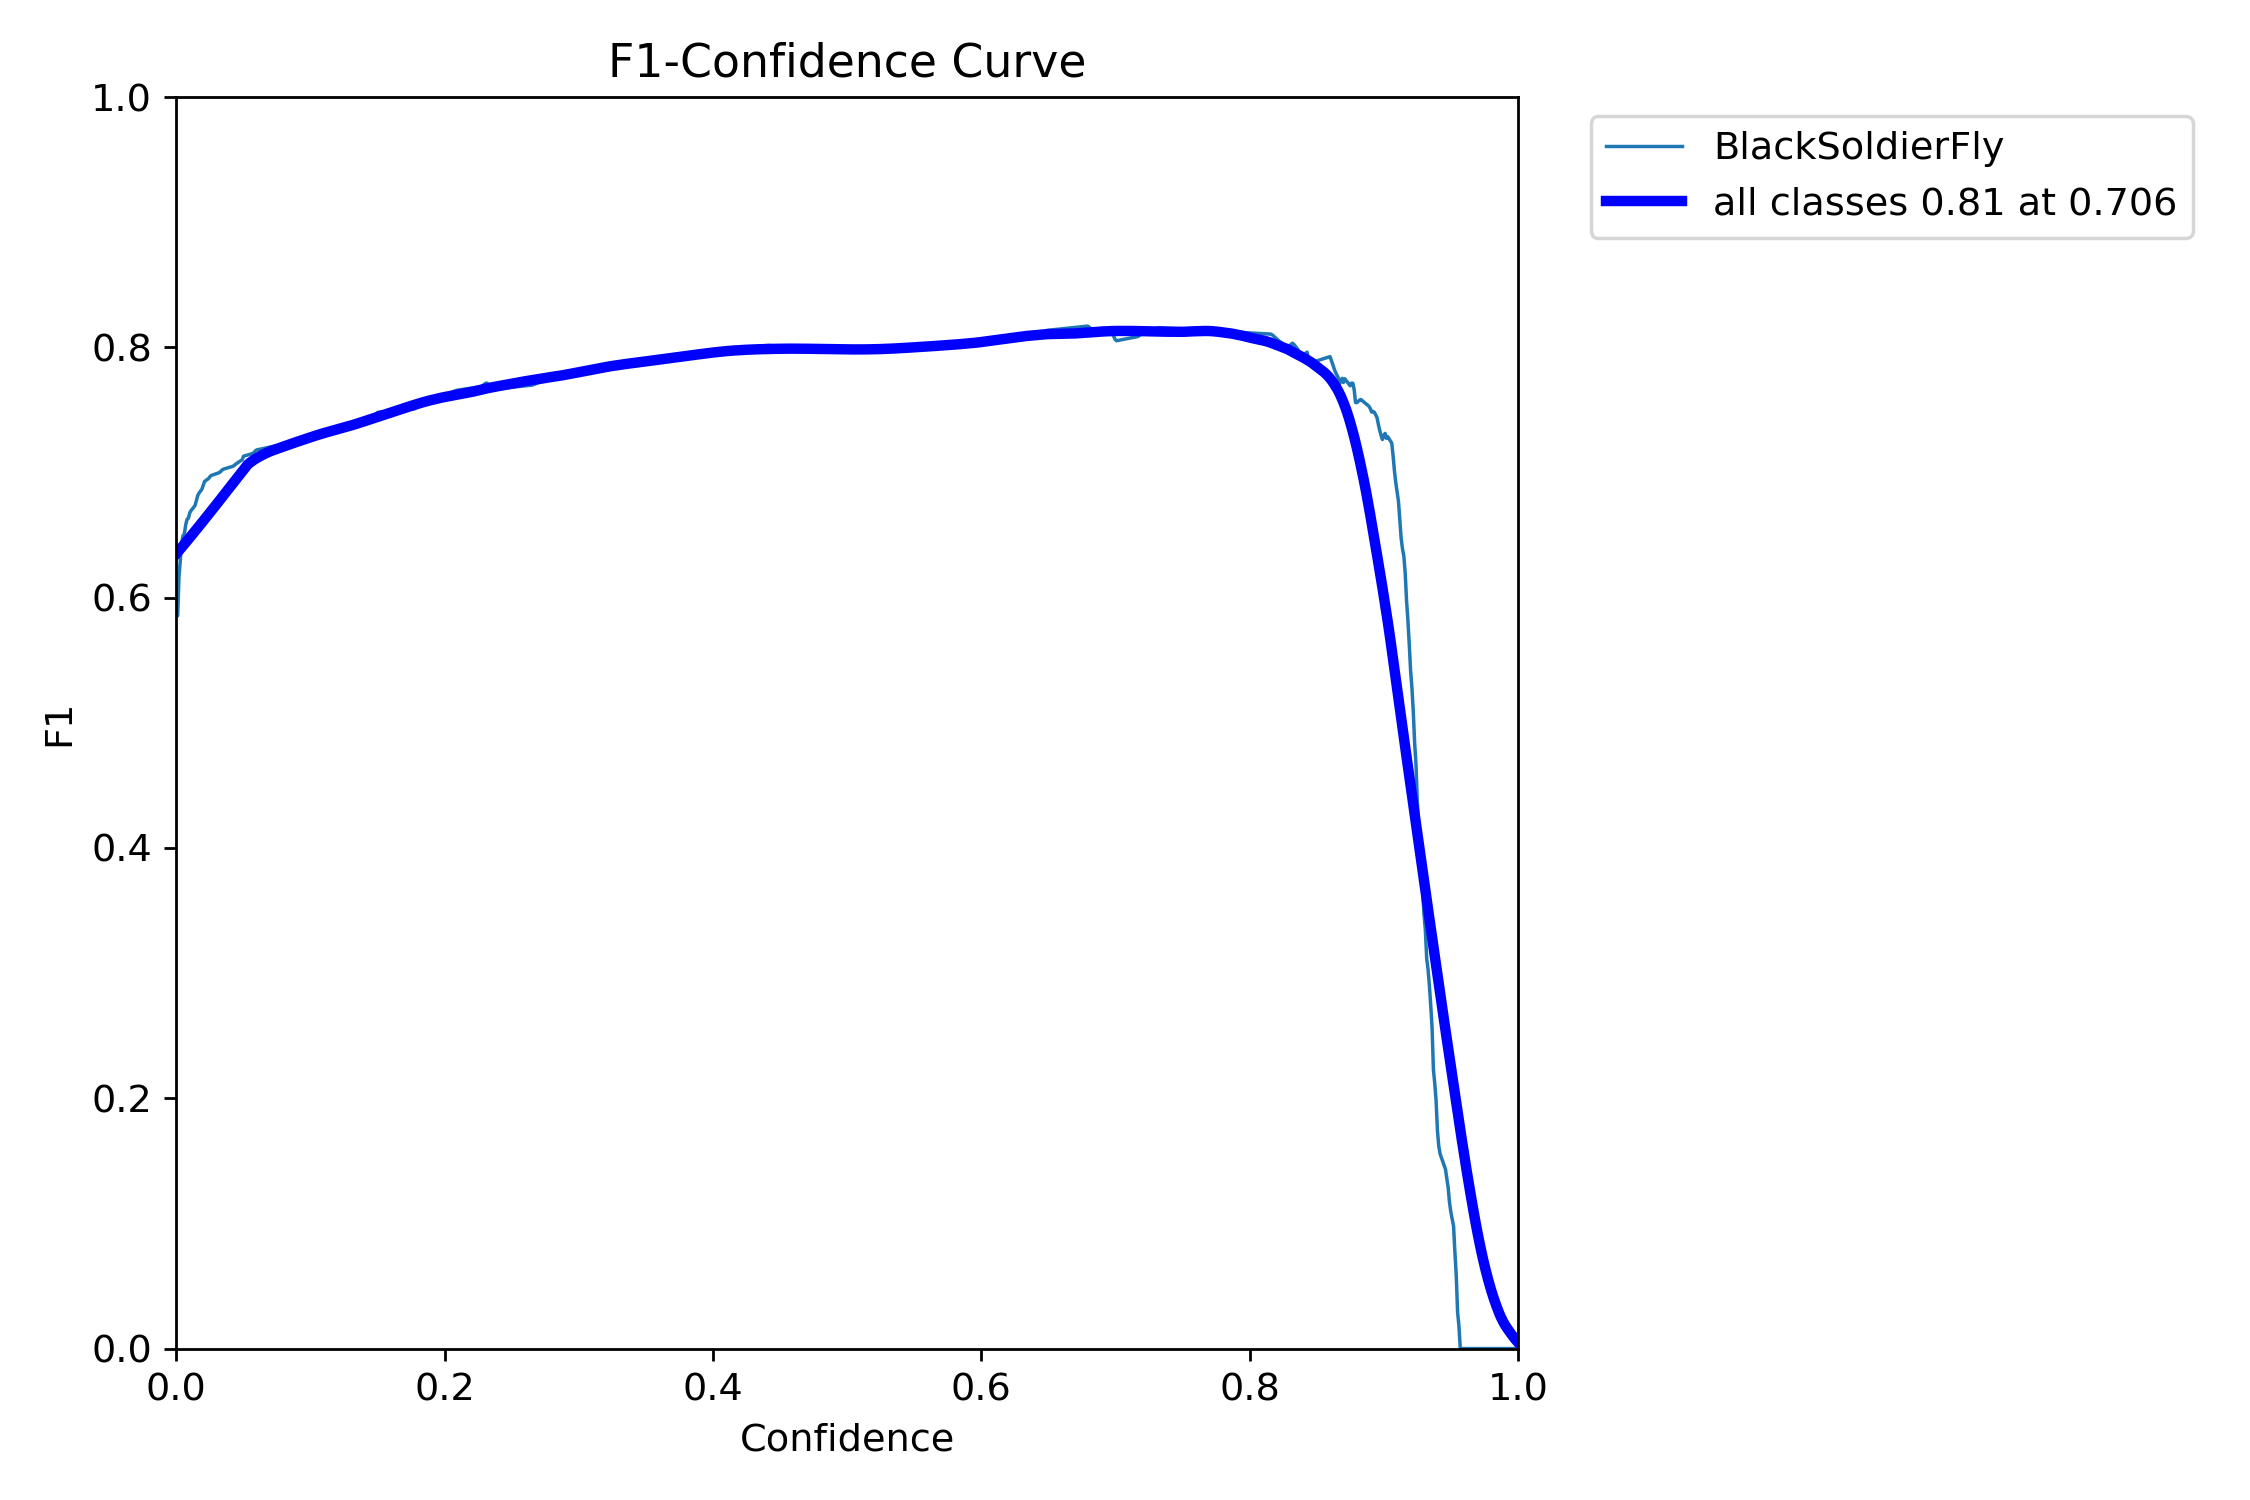 F1-Confidence Curve
BlackSoldierFly
all classes 0.81 at 0.706
1.0
0.8
0.6
0.4
0.2
0.0
F1
0.0 0.2 0.4 0.6 0.8 1.0
Confidence